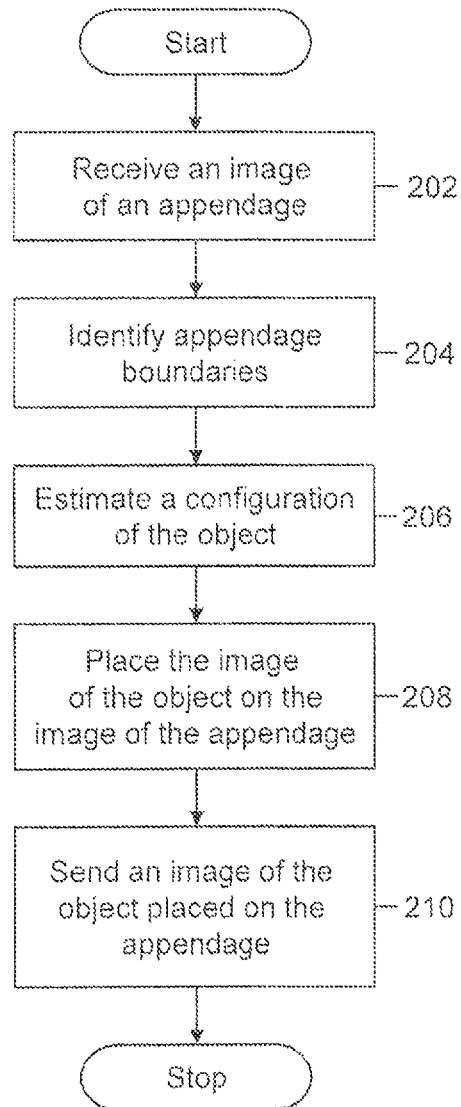 Start
Receive an image
of an appendage
202
Identify appendage
boundaries
204
Estimate a configuration
of the object
206
Place the image
of the object on the
image of the appendage
208
Send an image of the
object placed on the
appendage
210
Stop